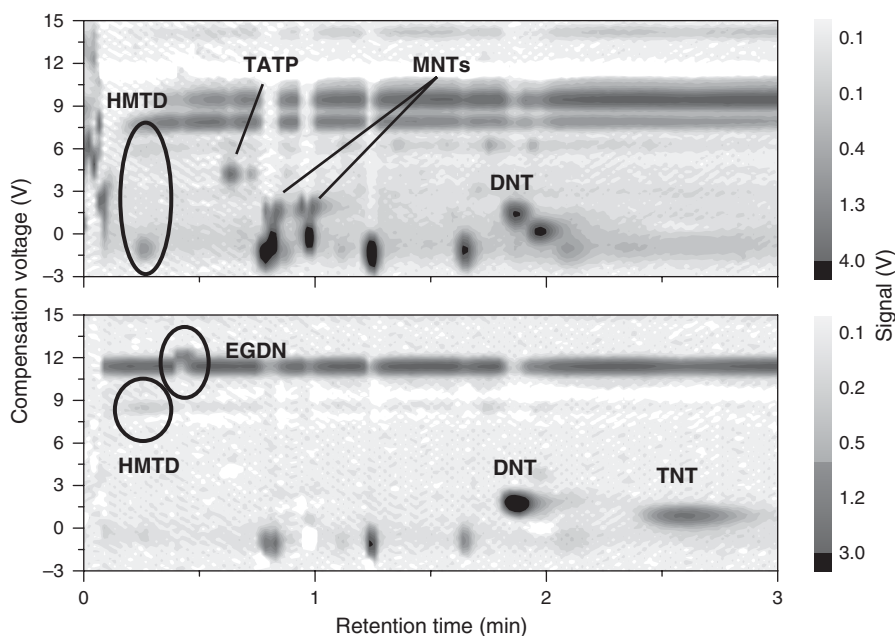 15
12
9
6
3
0
−3
TATP
MNTs
HMTD
DNT
0.1
0.1
0.4
1.3
4.0
15
12
9
6
3
0
−3
EGDN
HMTD
DNT
TNT
0.1
0.2
0.5
1.2
3.0
0
1
2
3
Compensation voltage (V)
Signal (V)
Retention time (min)